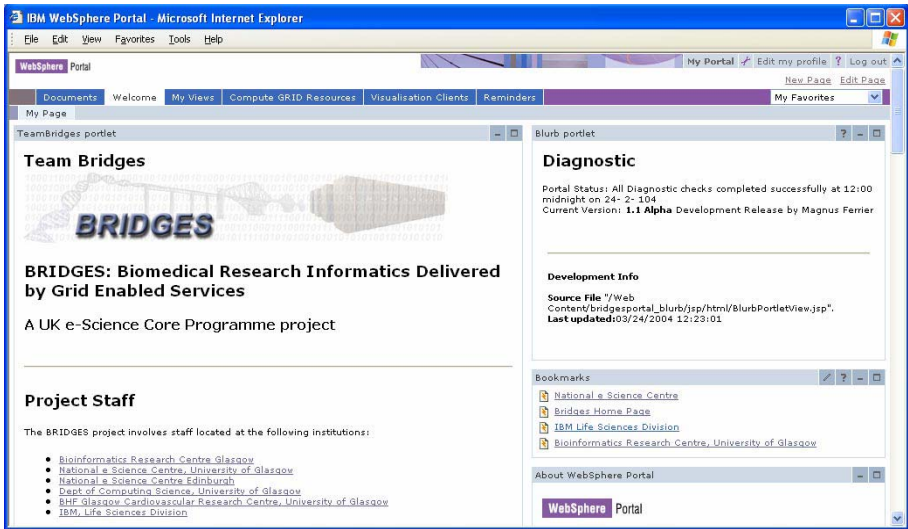 IBM WebSphere Portal - Microsoft Internet Explorer
File Edit View Favorites Tools Help
WebSphere Portal
My Portal Edit my profile ? Log out
New Page Edit Page
Documents Welcome My Views Compute GRID Resources Visualisation Clients Reminders
My Favorites
My Page
TeamBridges portlet
Team Bridges
BRIDGES
BRIDGES: Biomedical Research Informatics Delivered
by Grid Enabled Services
A UK e-Science Core Programme project
Project Staff
The BRIDGES project involves staff located at the following institutions:
Bioinformatics Research Centre Glasgow
National e Science Centre, University of Glasgow
National e Science Centre Edinburgh
Dept of Computing Science, University of Glasgow
BHF Glasgow Cardiovascular Research Centre, University of Glasgow
IBM, Life Sciences Division
Blurb portlet
Diagnostic
Portal Status: All Diagnostic checks completed successfully at 12:00
midnight on 24- 2- 104
Current Version: 1.1 Alpha Development Release by Magnus Ferrier
Development Info
Source File "/Web
Content/bridgesportal_blurb/jsp/html/BlurbPortletView.jsp".
Last updated:03/24/2004 12:23:01
Bookmarks
National e Science Centre
Bridges Home Page
IBM Life Sciences Division
Bioinformatics Research Centre, University of Glasgow
About WebSphere Portal
WebSphere Portal